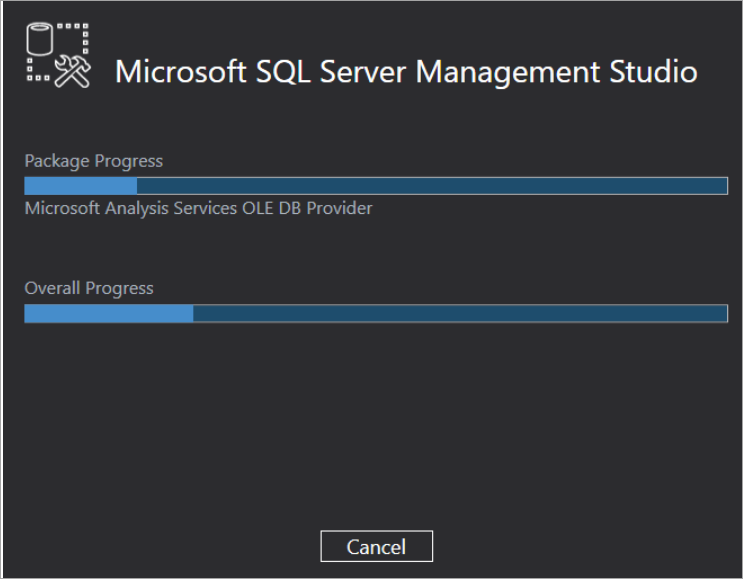 Microsoft SQL Server Management Studio
Package Progress
Microsoft Analysis Services OLE DB Provider
Overall Progress
Cancel